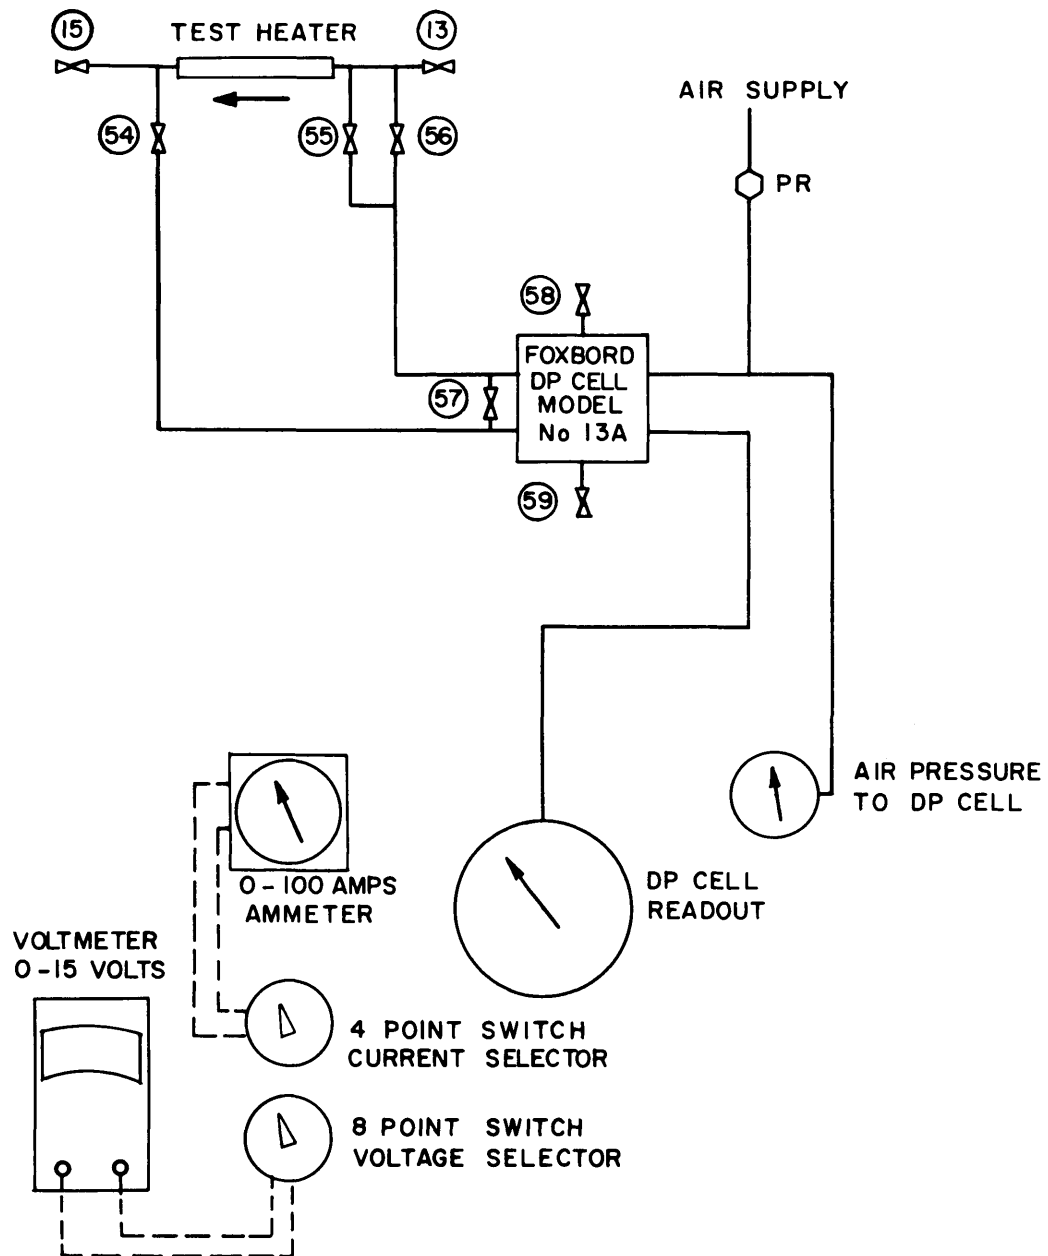 15
TEST HEATER
13
54
55
56
AIR SUPPLY
PR
58
FOXBORD
DP CELL
MODEL
No 13A
57
59
AIR PRESSURE
TO DP CELL
0-100 AMPS
AMMETER
DP CELL
READOUT
VOLTMETER
0-15 VOLTS
4 POINT SWITCH
CURRENT SELECTOR
8 POINT SWITCH
VOLTAGE SELECTOR